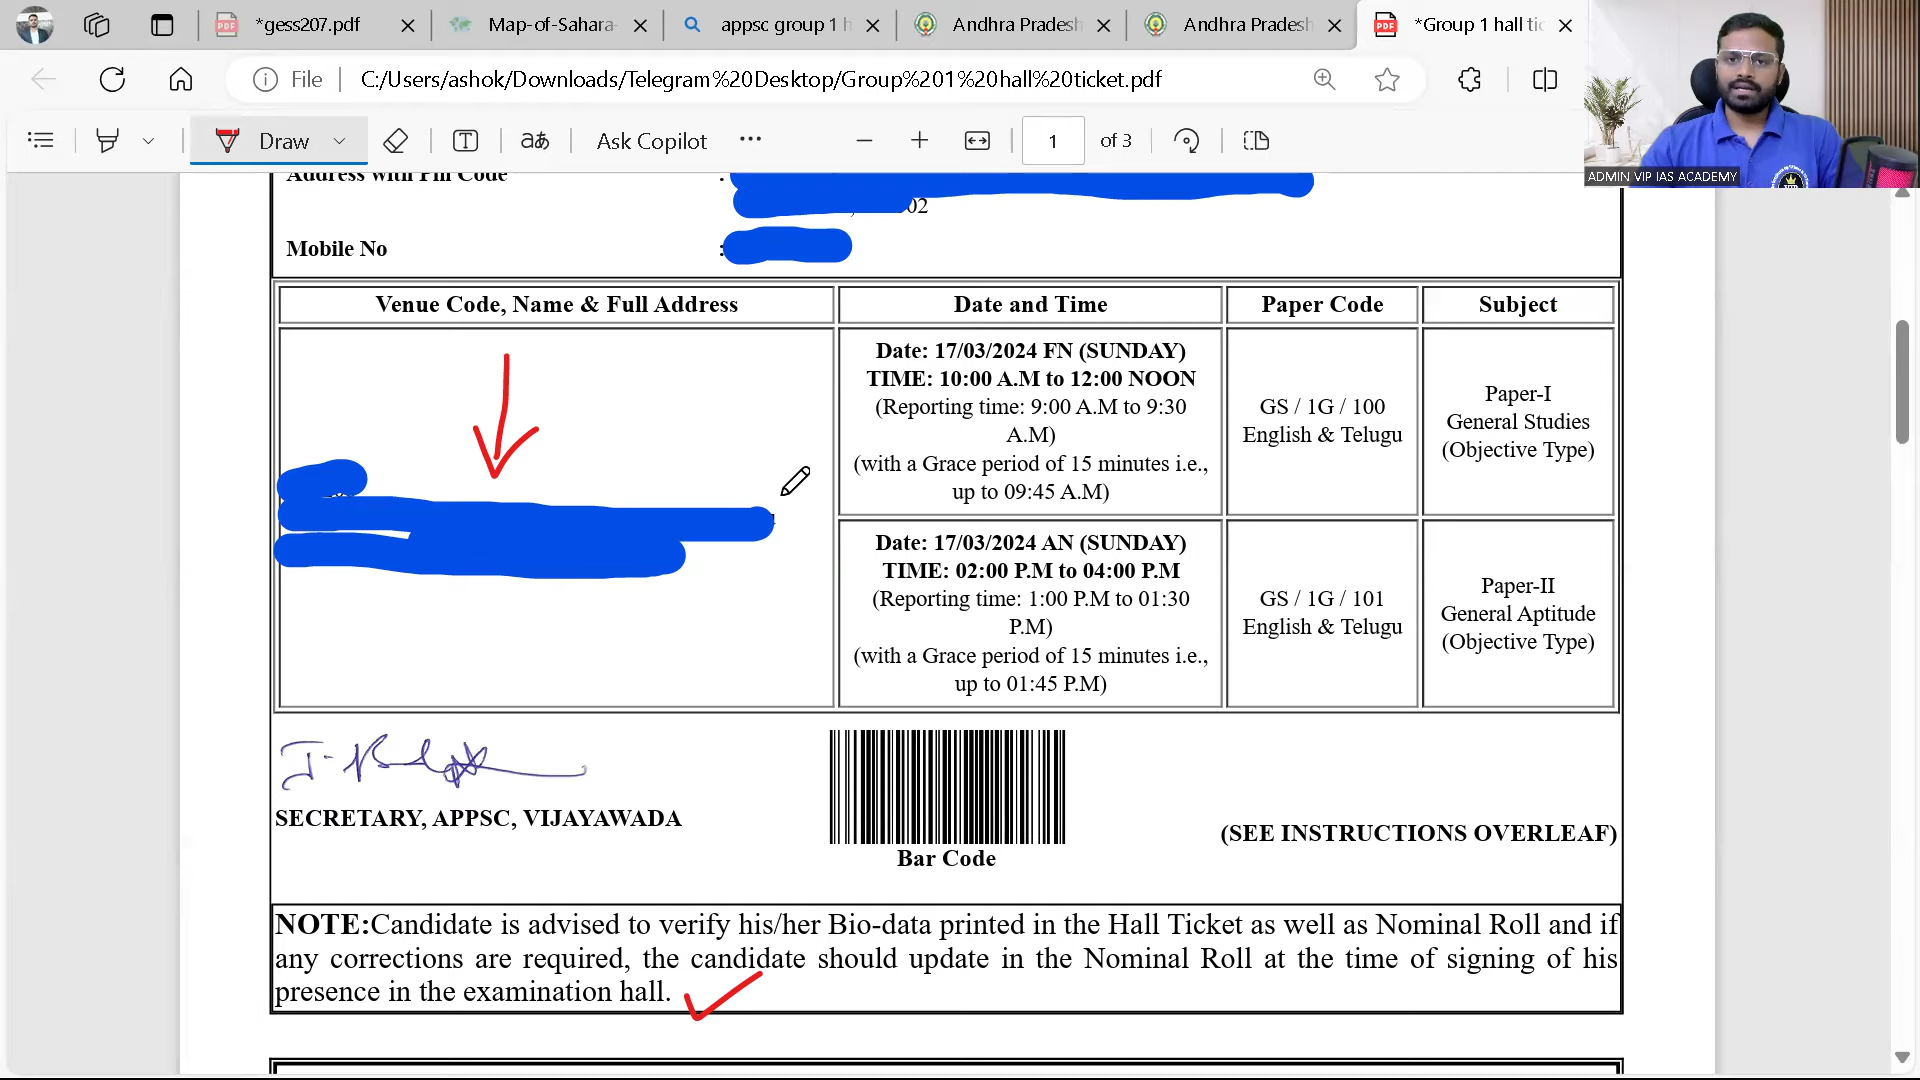 *gess207.pdf
Map-of-Sahara-
appsc group 1 h
Andhra Pradesh
Andhra Pradesh
*Group 1 hall tic
File
C:/Users/ashok/Downloads/Telegram%20Desktop/Group%201%20hall%20ticket.pdf
Draw
T
aあ
Ask Copilot
1
of 3
ADMIN VIP IAS ACADEMY
Address with Pin Code :
02
Mobile No :
Venue Code, Name & Full Address
Date and Time
Paper Code
Subject
Date: 17/03/2024 FN (SUNDAY)
TIME: 10:00 A.M to 12:00 NOON
(Reporting time: 9:00 A.M to 9:30
A.M)
(with a Grace period of 15 minutes i.e.,
up to 09:45 A.M)
GS / 1G / 100
English & Telugu
Paper-I
General Studies
(Objective Type)
Date: 17/03/2024 AN (SUNDAY)
TIME: 02:00 P.M to 04:00 P.M
(Reporting time: 1:00 P.M to 01:30
P.M)
(with a Grace period of 15 minutes i.e.,
up to 01:45 P.M)
GS / 1G / 101
English & Telugu
Paper-II
General Aptitude
(Objective Type)
SECRETARY, APPSC, VIJAYAWADA
Bar Code
(SEE INSTRUCTIONS OVERLEAF)
NOTE:Candidate is advised to verify his/her Bio-data printed in the Hall Ticket as well as Nominal Roll and if
any corrections are required, the candidate should update in the Nominal Roll at the time of signing of his
presence in the examination hall.